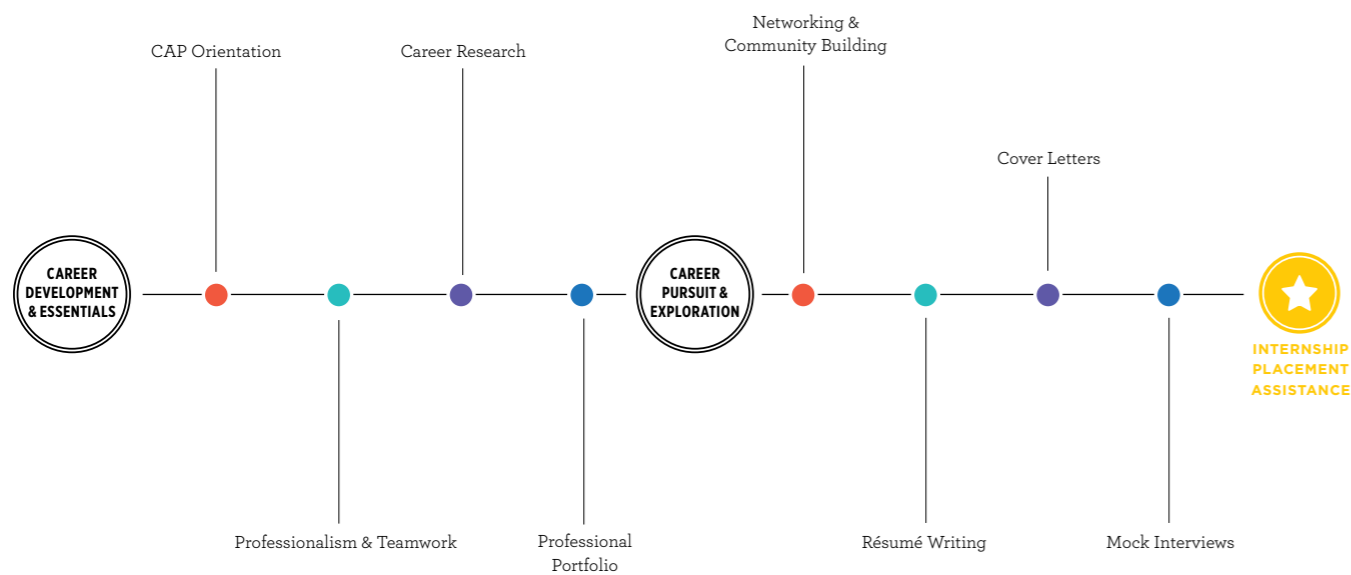 CAP Orientation
Career Research
Networking &
Community Building
Cover Letters
CAREER
DEVELOPMENT
& ESSENTIALS
CAREER
PURSUIT &
EXPLORATION
INTERNSHIP
PLACEMENT
ASSISTANCE
Professionalism & Teamwork
Professional
Portfolio
Résumé Writing
Mock Interviews